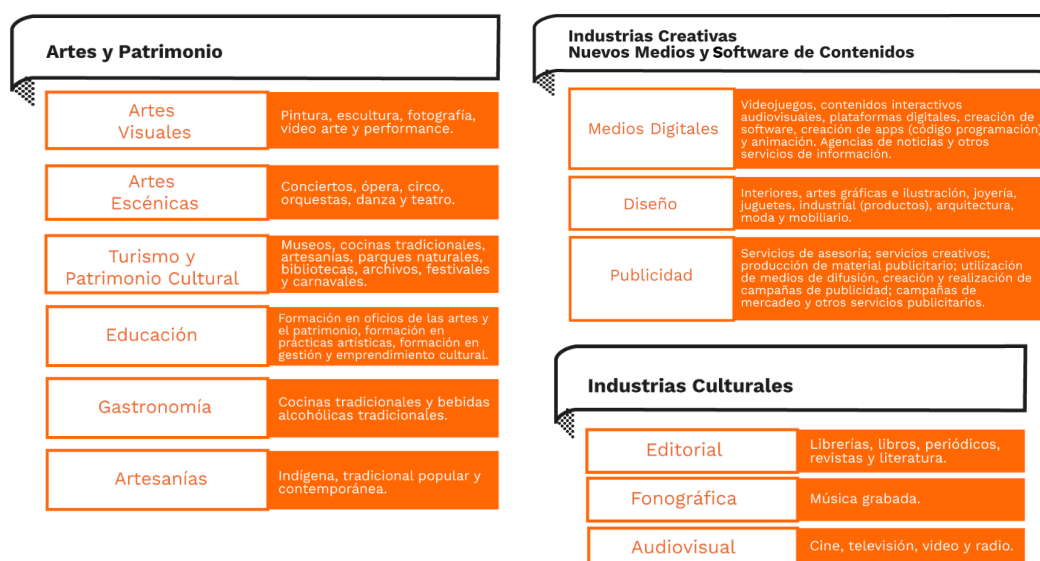 Artes y Patrimonio
Artes
Visuales
Pintura, escultura, fotografía,
video arte y performance.
Artes
Escénicas
Conciertos, ópera, circo,
orquestas, danza y teatro.
Turismo y
Patrimonio Cultural
Museos, cocinas tradicionales,
artesanías, parques naturales,
bibliotecas, archivos, festivales
y carnavales.
Educación
Formación en oficios de las artes y
el patrimonio, formación en
prácticas artísticas, formación en
gestión y emprendimiento cultural.
Gastronomía
Cocinas tradicionales y bebidas
alcohólicas tradicionales.
Artesanías
Indígena, tradicional popular y
contemporánea.
Industrias Creativas
Nuevos Medios y Software de Contenidos
Medios Digitales
Videojuegos, contenidos interactivos
audiovisuales, plataformas digitales, creación de
software, creación de apps (código programación)
y animación. Agencias de noticias y otros
servicios de información.
Diseño
Interiores, artes gráficas e ilustración, joyería,
juguetes, industrial (productos), arquitectura,
moda y mobiliario.
Publicidad
Servicios de asesoría; servicios creativos;
producción de material publicitario; utilización
de medios de difusión, creación y realización de
campañas de publicidad; campañas de
mercadeo y otros servicios publicitarios.
Industrias Culturales
Editorial
Librerías, libros, periódicos,
revistas y literatura.
Fonográfica
Música grabada.
Audiovisual
Cine, televisión, video y radio.